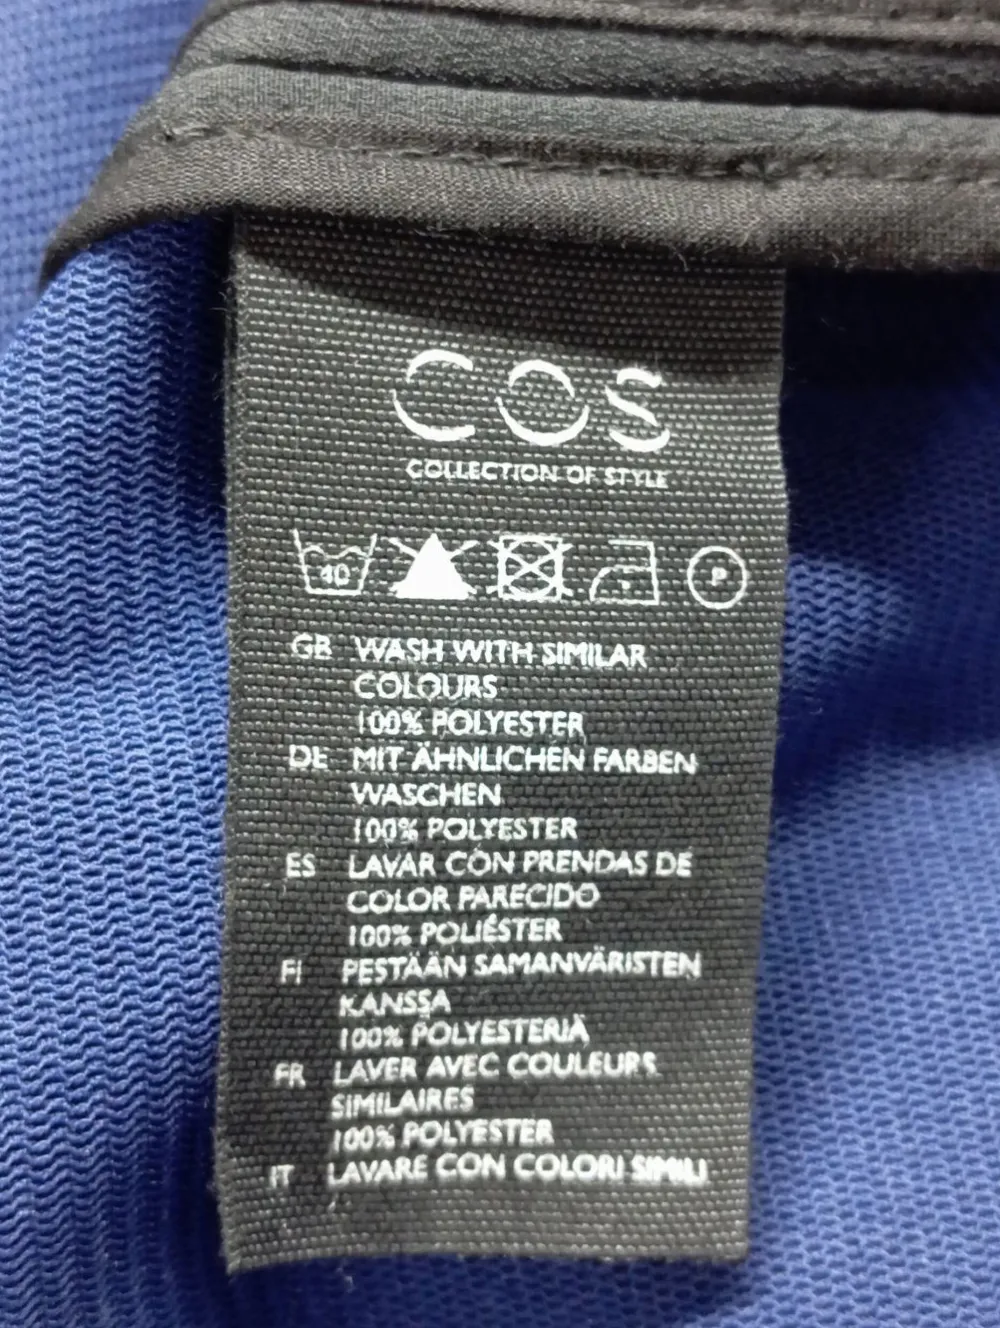 COS
COLLECTION OF STYLE
40 P
GB WASH WITH SIMILAR
COLOURS
100% POLYESTER
DE MIT ÄHNLICHEN FARBEN
WASCHEN
100% POLYESTER
ES LAVAR CON PRENDAS DE
COLOR PARECIDO
100% POLIÉSTER
FI PESTÄÄN SAMANVÄRISTEN
KANSSA
100% POLYESTERIÄ
FR LAVER AVEC COULEURS
SIMILAIRES
100% POLYESTER
IT LAVARE CON COLORI SIMILI